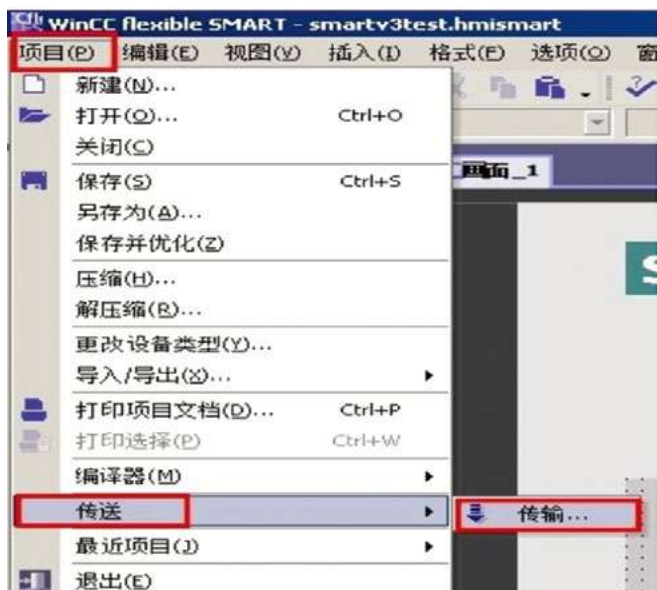 WinCC flexible SMART - smartv3test.hmismart
项目(P) 编辑(E) 视图(V) 插入(I) 格式(F) 选项(O) 窗
新建(N)...
打开(O)... Ctrl+O
关闭(C)
画面_1
保存(S) Ctrl+S
另存为(A)...
保存并优化(Z)
S
压缩(H)...
解压缩(R)...
更改设备类型(Y)...
导入/导出(X)...
打印项目文档(D)... Ctrl+P
打印选择(P) Ctrl+W
编译器(M)
传送 传输...
最近项目(J)
退出(E)